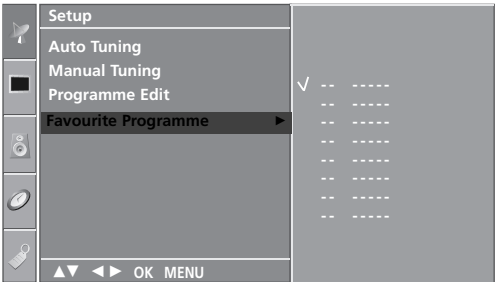 Setup
Auto Tuning
Manual Tuning
Programme Edit
Favourite Programme ►
√ -- -----
-- -----
-- -----
-- -----
-- -----
-- -----
-- -----
-- -----
▲▼ ◄► OK MENU